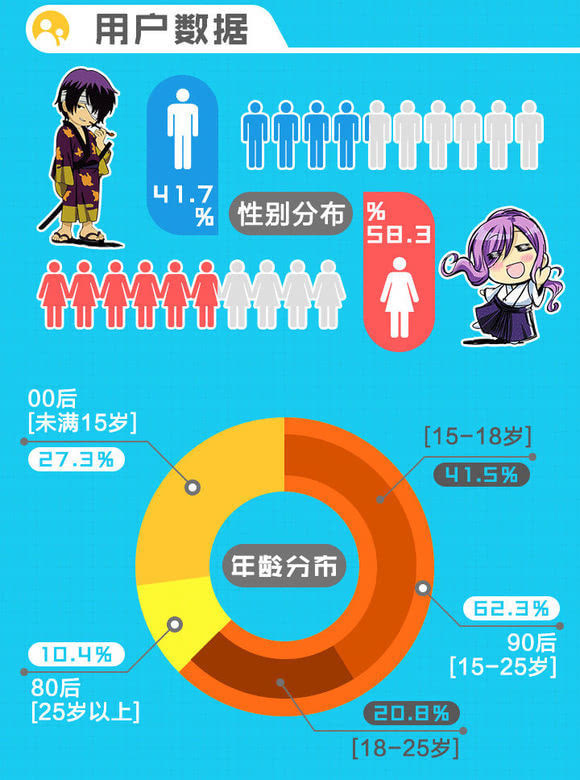 用户数据
41.7
%
性别分布
%
58.3
00后
[未满15岁]
27.3%
[15-18岁]
41.5%
年龄分布
62.3%
90后
[15-25岁]
10.4%
80后
[25岁以上]
20.8%
[18-25岁]